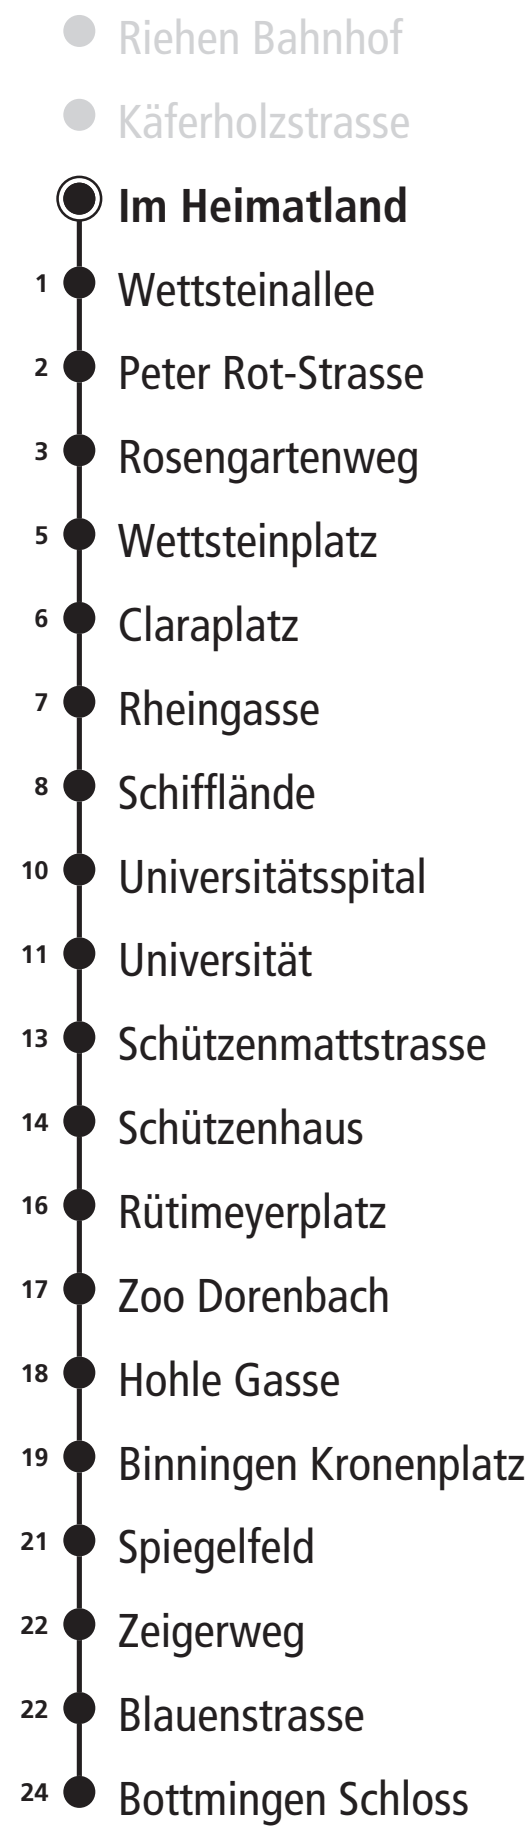 Riehen Bahnhof
Käferholzstrasse
Im Heimatland
1 Wettsteinallee
2 Peter Rot-Strasse
3 Rosengartenweg
5 Wettsteinplatz
6 Claraplatz
7 Rheingasse
8 Schifflände
10 Universitätsspital
11 Universität
13 Schützenmattstrasse
14 Schützenhaus
16 Rütimeyerplatz
17 Zoo Dorenbach
18 Hohle Gasse
19 Binningen Kronenplatz
21 Spiegelfeld
22 Zeigerweg
22 Blauenstrasse
24 Bottmingen Schloss